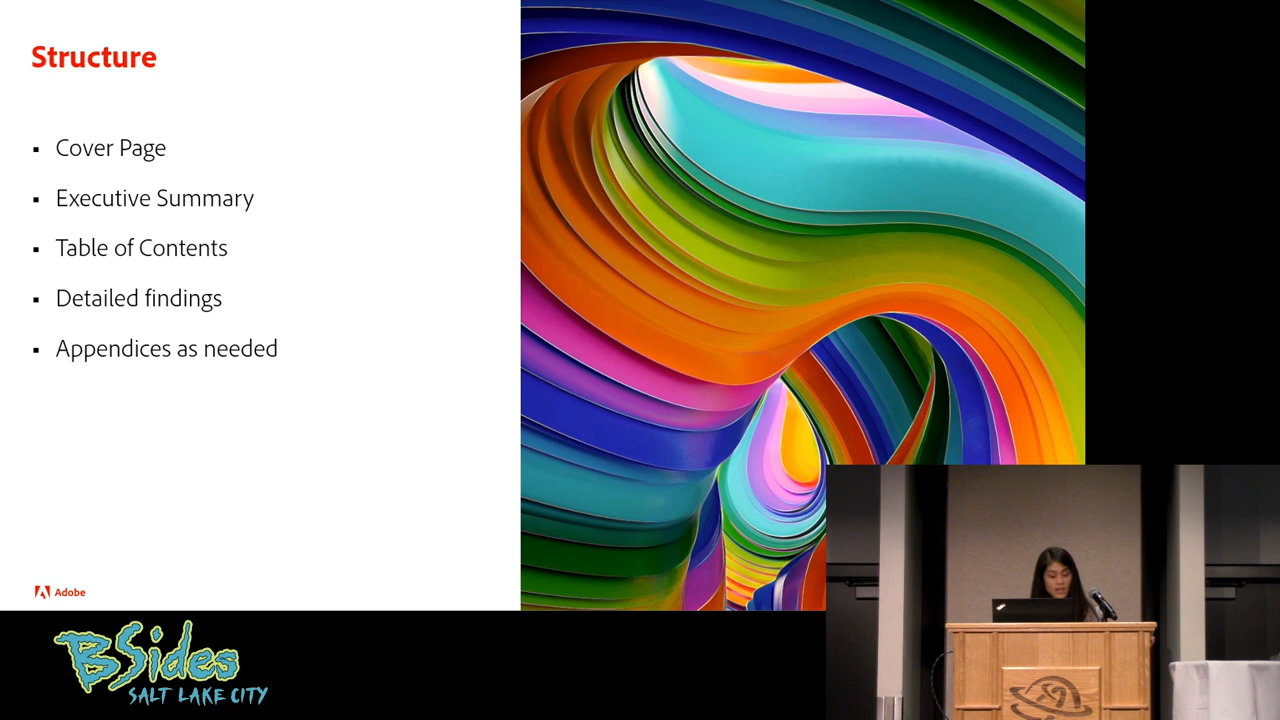 Structure
▪ Cover Page
▪ Executive Summary
▪ Table of Contents
▪ Detailed findings
▪ Appendices as needed
Adobe
BSides
SALT LAKE CITY